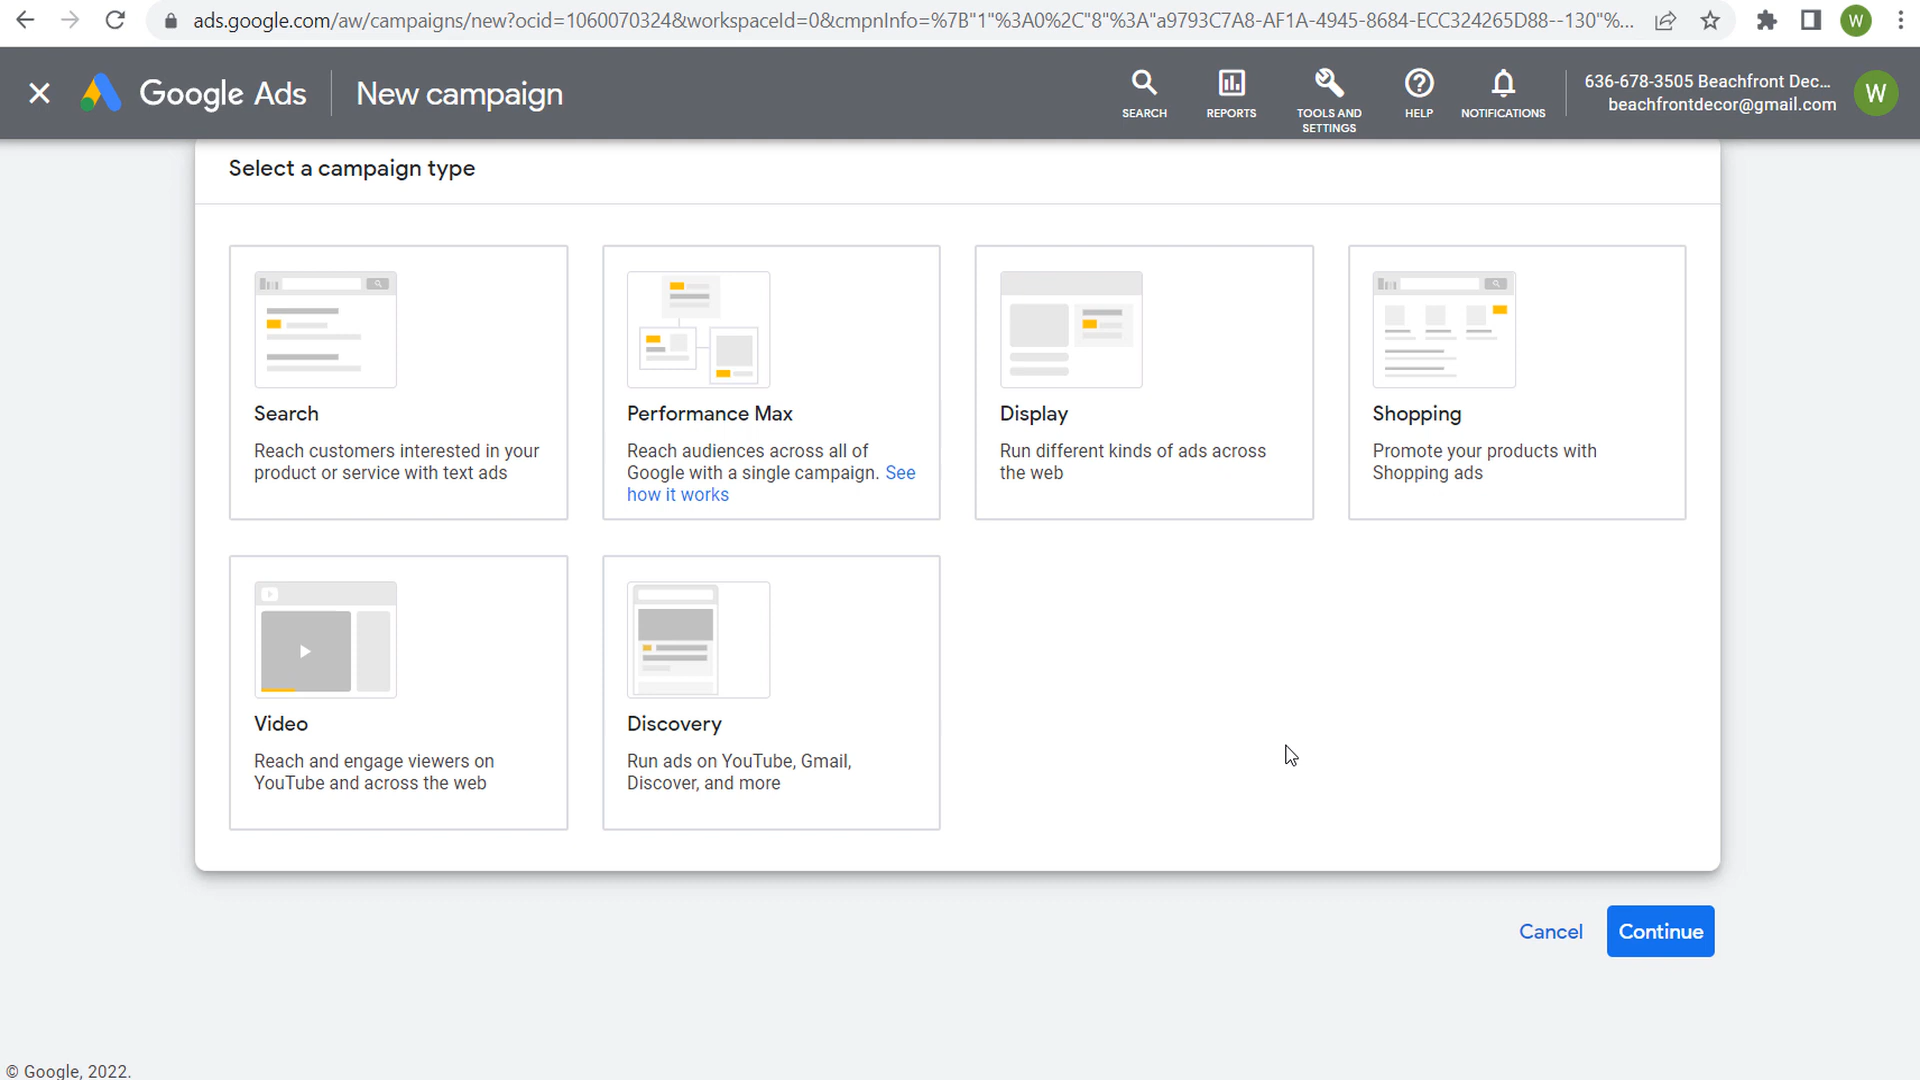 ads.google.com/aw/campaigns/new?ocid=1060070324&workspaceId=0&cmpnInfo=%7B"1"%3A0%2C"8"%3A"a9793C7A8-AF1A-4945-8684-ECC324265D88--130"%...
W
Google Ads
New campaign
SEARCH
REPORTS
TOOLS AND
SETTINGS
HELP
NOTIFICATIONS
636-678-3505 Beachfront Dec...
beachfrontdecor@gmail.com
W
Select a campaign type
Search
Reach customers interested in your
product or service with text ads
Performance Max
Reach audiences across all of
Google with a single campaign. See
how it works
Display
Run different kinds of ads across
the web
Shopping
Promote your products with
Shopping ads
Video
Reach and engage viewers on
YouTube and across the web
Discovery
Run ads on YouTube, Gmail,
Discover, and more
Cancel
Continue
© Google, 2022.